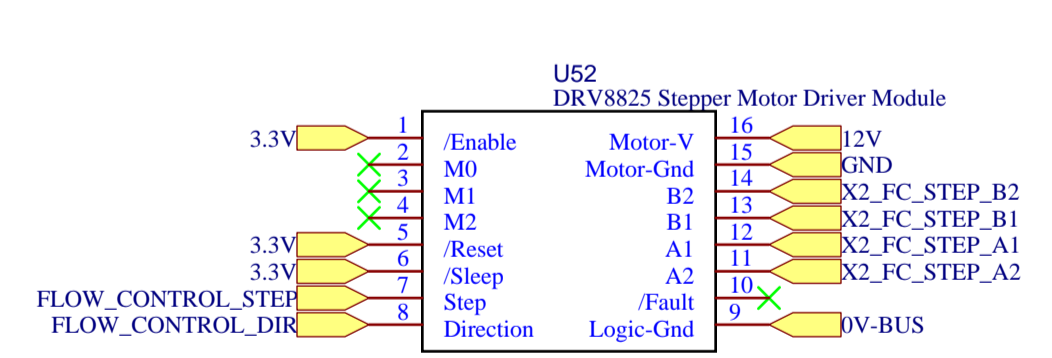 U52
DRV8825 Stepper Motor Driver Module
3.3V 1 /Enable Motor-V 16 12V
2 M0 Motor-Gnd 15 GND
3 M1 B2 14 X2_FC_STEP_B2
4 M2 B1 13 X2_FC_STEP_B1
3.3V 5 /Reset A1 12 X2_FC_STEP_A1
3.3V 6 /Sleep A2 11 X2_FC_STEP_A2
FLOW_CONTROL_STEP 7 Step /Fault 10
FLOW_CONTROL_DIR 8 Direction Logic-Gnd 9 0V-BUS